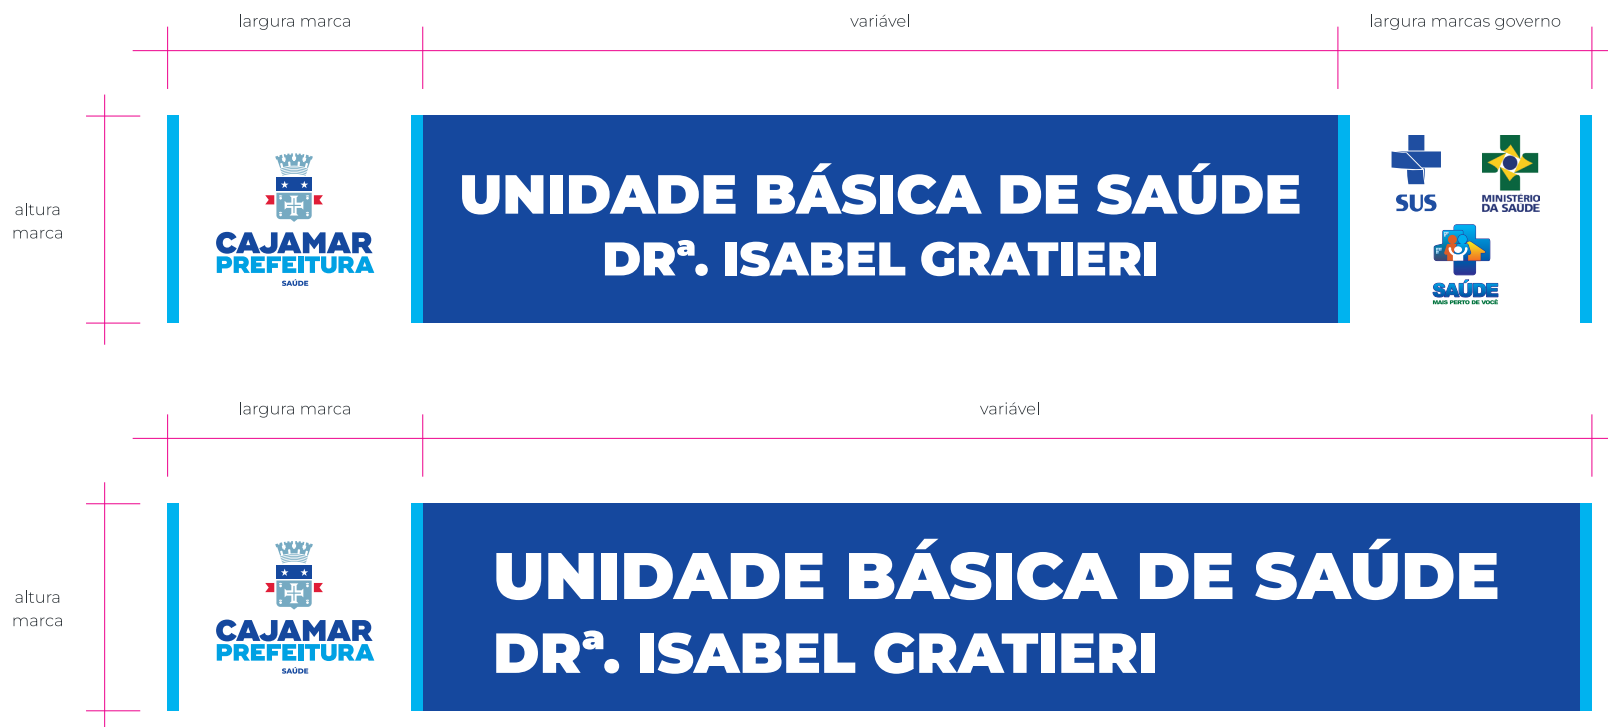 largura marca
variável
largura marcas governo
altura
marca
CAJAMAR
PREFEITURA
SAÚDE
UNIDADE BÁSICA DE SAÚDE
DRª. ISABEL GRATIERI
SUS
MINISTÉRIO
DA SAÚDE
SAÚDE
MAIS PERTO DE VOCÊ
largura marca
variável
altura
marca
CAJAMAR
PREFEITURA
SAÚDE
UNIDADE BÁSICA DE SAÚDE
DRª. ISABEL GRATIERI